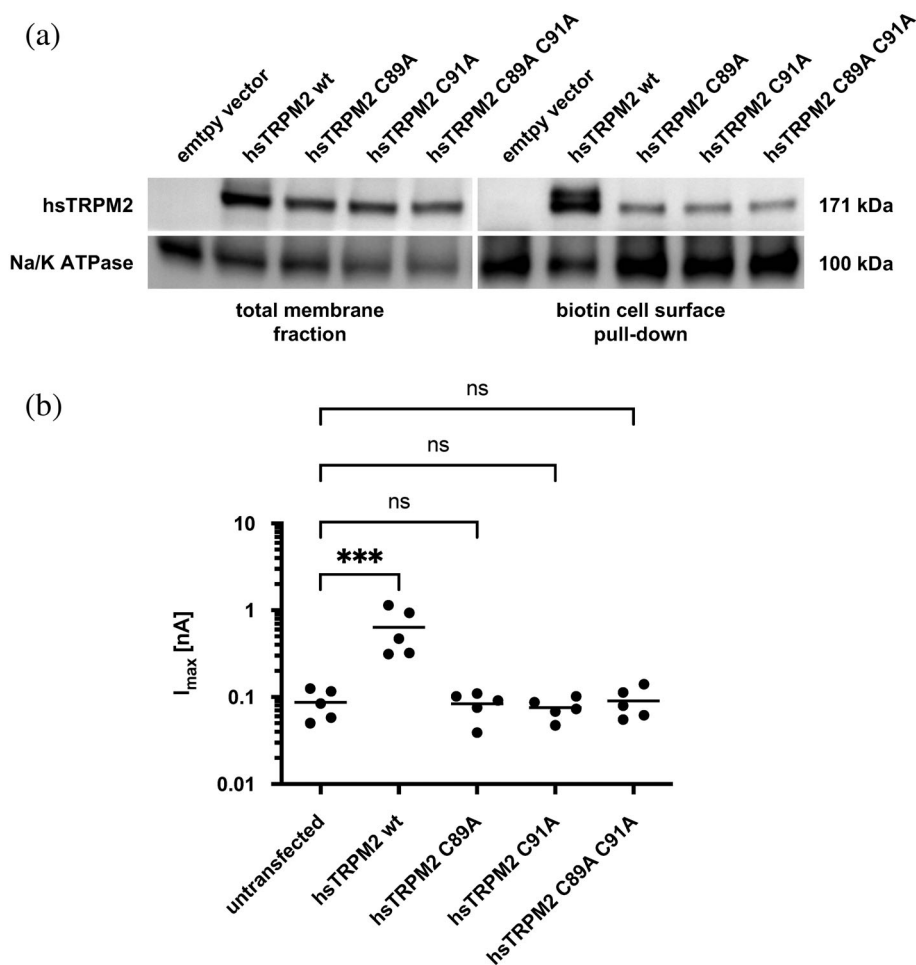 (a)
emtpy vector
hsTRPM2 wt
hsTRPM2 C89A
hsTRPM2 C91A
hsTRPM2 C89A C91A
emtpy vector
hsTRPM2 wt
hsTRPM2 C89A
hsTRPM2 C91A
hsTRPM2 C89A C91A
hsTRPM2
171 kDa
Na/K ATPase
100 kDa
total membrane
fraction
biotin cell surface
pull-down
(b)
ns
ns
ns
***
10
1
0.1
0.01
Imax [nA]
untransfected
hsTRPM2 wt
hsTRPM2 C89A
hsTRPM2 C91A
hsTRPM2 C89A C91A